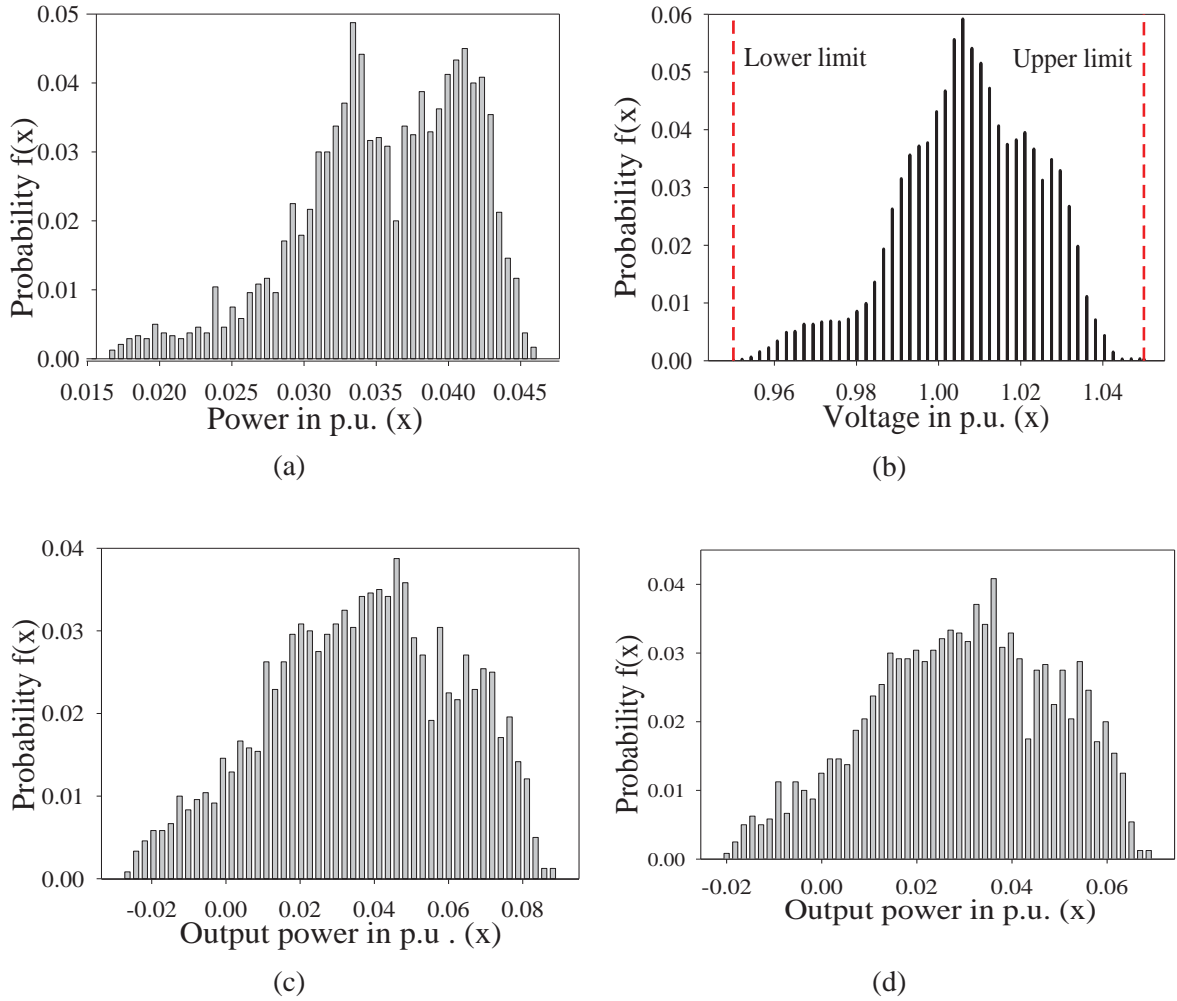 0.05
0.04
0.03
0.02
0.01
0.00
Probability f(x)
0.015 0.020 0.025 0.030 0.035 0.040 0.045
Power in p.u. (x)
(a)
0.06
0.05
0.04
0.03
0.02
0.01
0.00
Probability f(x)
Lower limit
Upper limit
0.96 0.98 1.00 1.02 1.04
Voltage in p.u. (x)
(b)
0.04
0.03
0.02
0.01
0.00
Probability f(x)
-0.02 0.00 0.02 0.04 0.06 0.08
Output power in p.u . (x)
(c)
0.04
0.03
0.02
0.01
0.00
Probability f(x)
-0.02 0.00 0.02 0.04 0.06
Output power in p.u. (x)
(d)